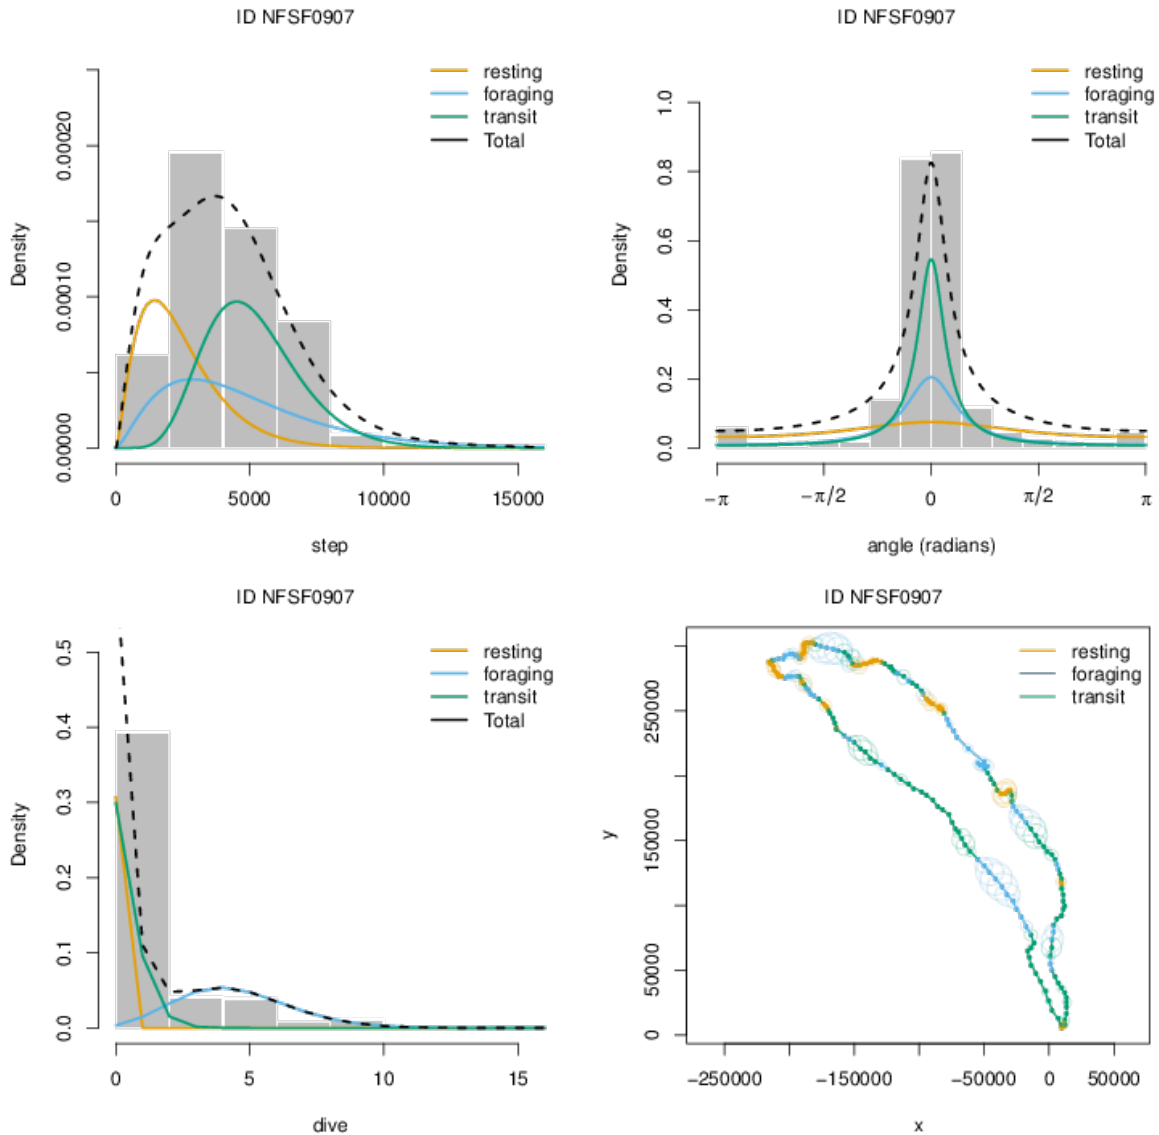 ID NFSF0907
resting
foraging
transit
Total
Density
0.00000
0.00010
0.00020
0
5000
10000
15000
step
ID NFSF0907
resting
foraging
transit
Total
Density
0.0
0.2
0.4
0.6
0.8
1.0
−π
−π/2
0
π/2
π
angle (radians)
ID NFSF0907
resting
foraging
transit
Total
Density
0.0
0.1
0.2
0.3
0.4
0.5
0
5
10
15
dive
ID NFSF0907
resting
foraging
transit
y
0
50000
150000
250000
−250000
−150000
−50000
0
50000
x